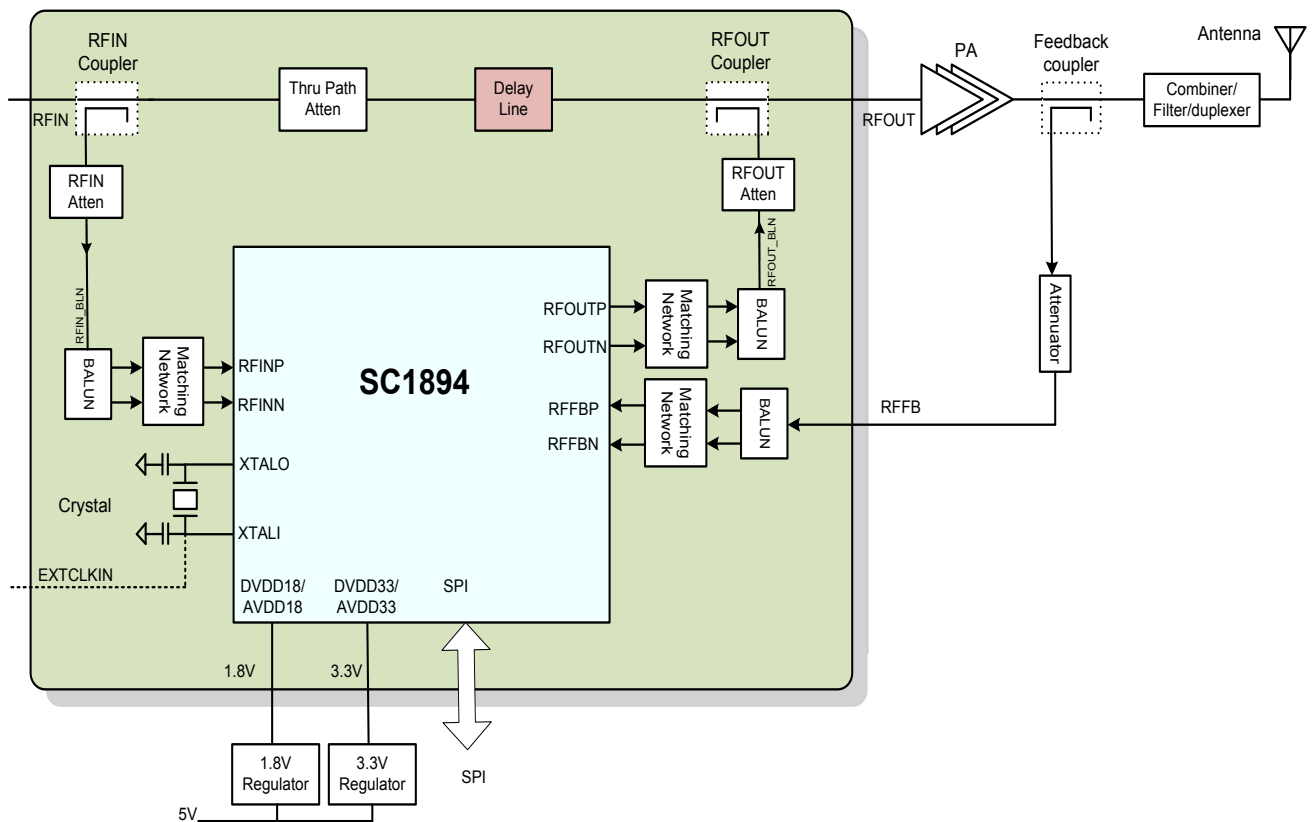 RFIN
Coupler
RFOUT
Coupler
PA
Feedback
coupler
Antenna
Thru Path
Atten
Delay
Line
Combiner/
Filter/duplexer
RFIN
RFOUT
RFIN
Atten
RFOUT
Atten
RFIN_BLN
RFOUT_BLN
BALUN
Matching
Network
RFINP
RFINN
SC1894
RFOUTP
RFOUTN
Matching
Network
BALUN
Attenuator
RFFBP
RFFBN
Matching
Network
BALUN
RFFB
XTALO
Crystal
XTALI
EXTCLKIN
DVDD18/
AVDD18
DVDD33/
AVDD33
SPI
1.8V
3.3V
1.8V
Regulator
3.3V
Regulator
SPI
5V